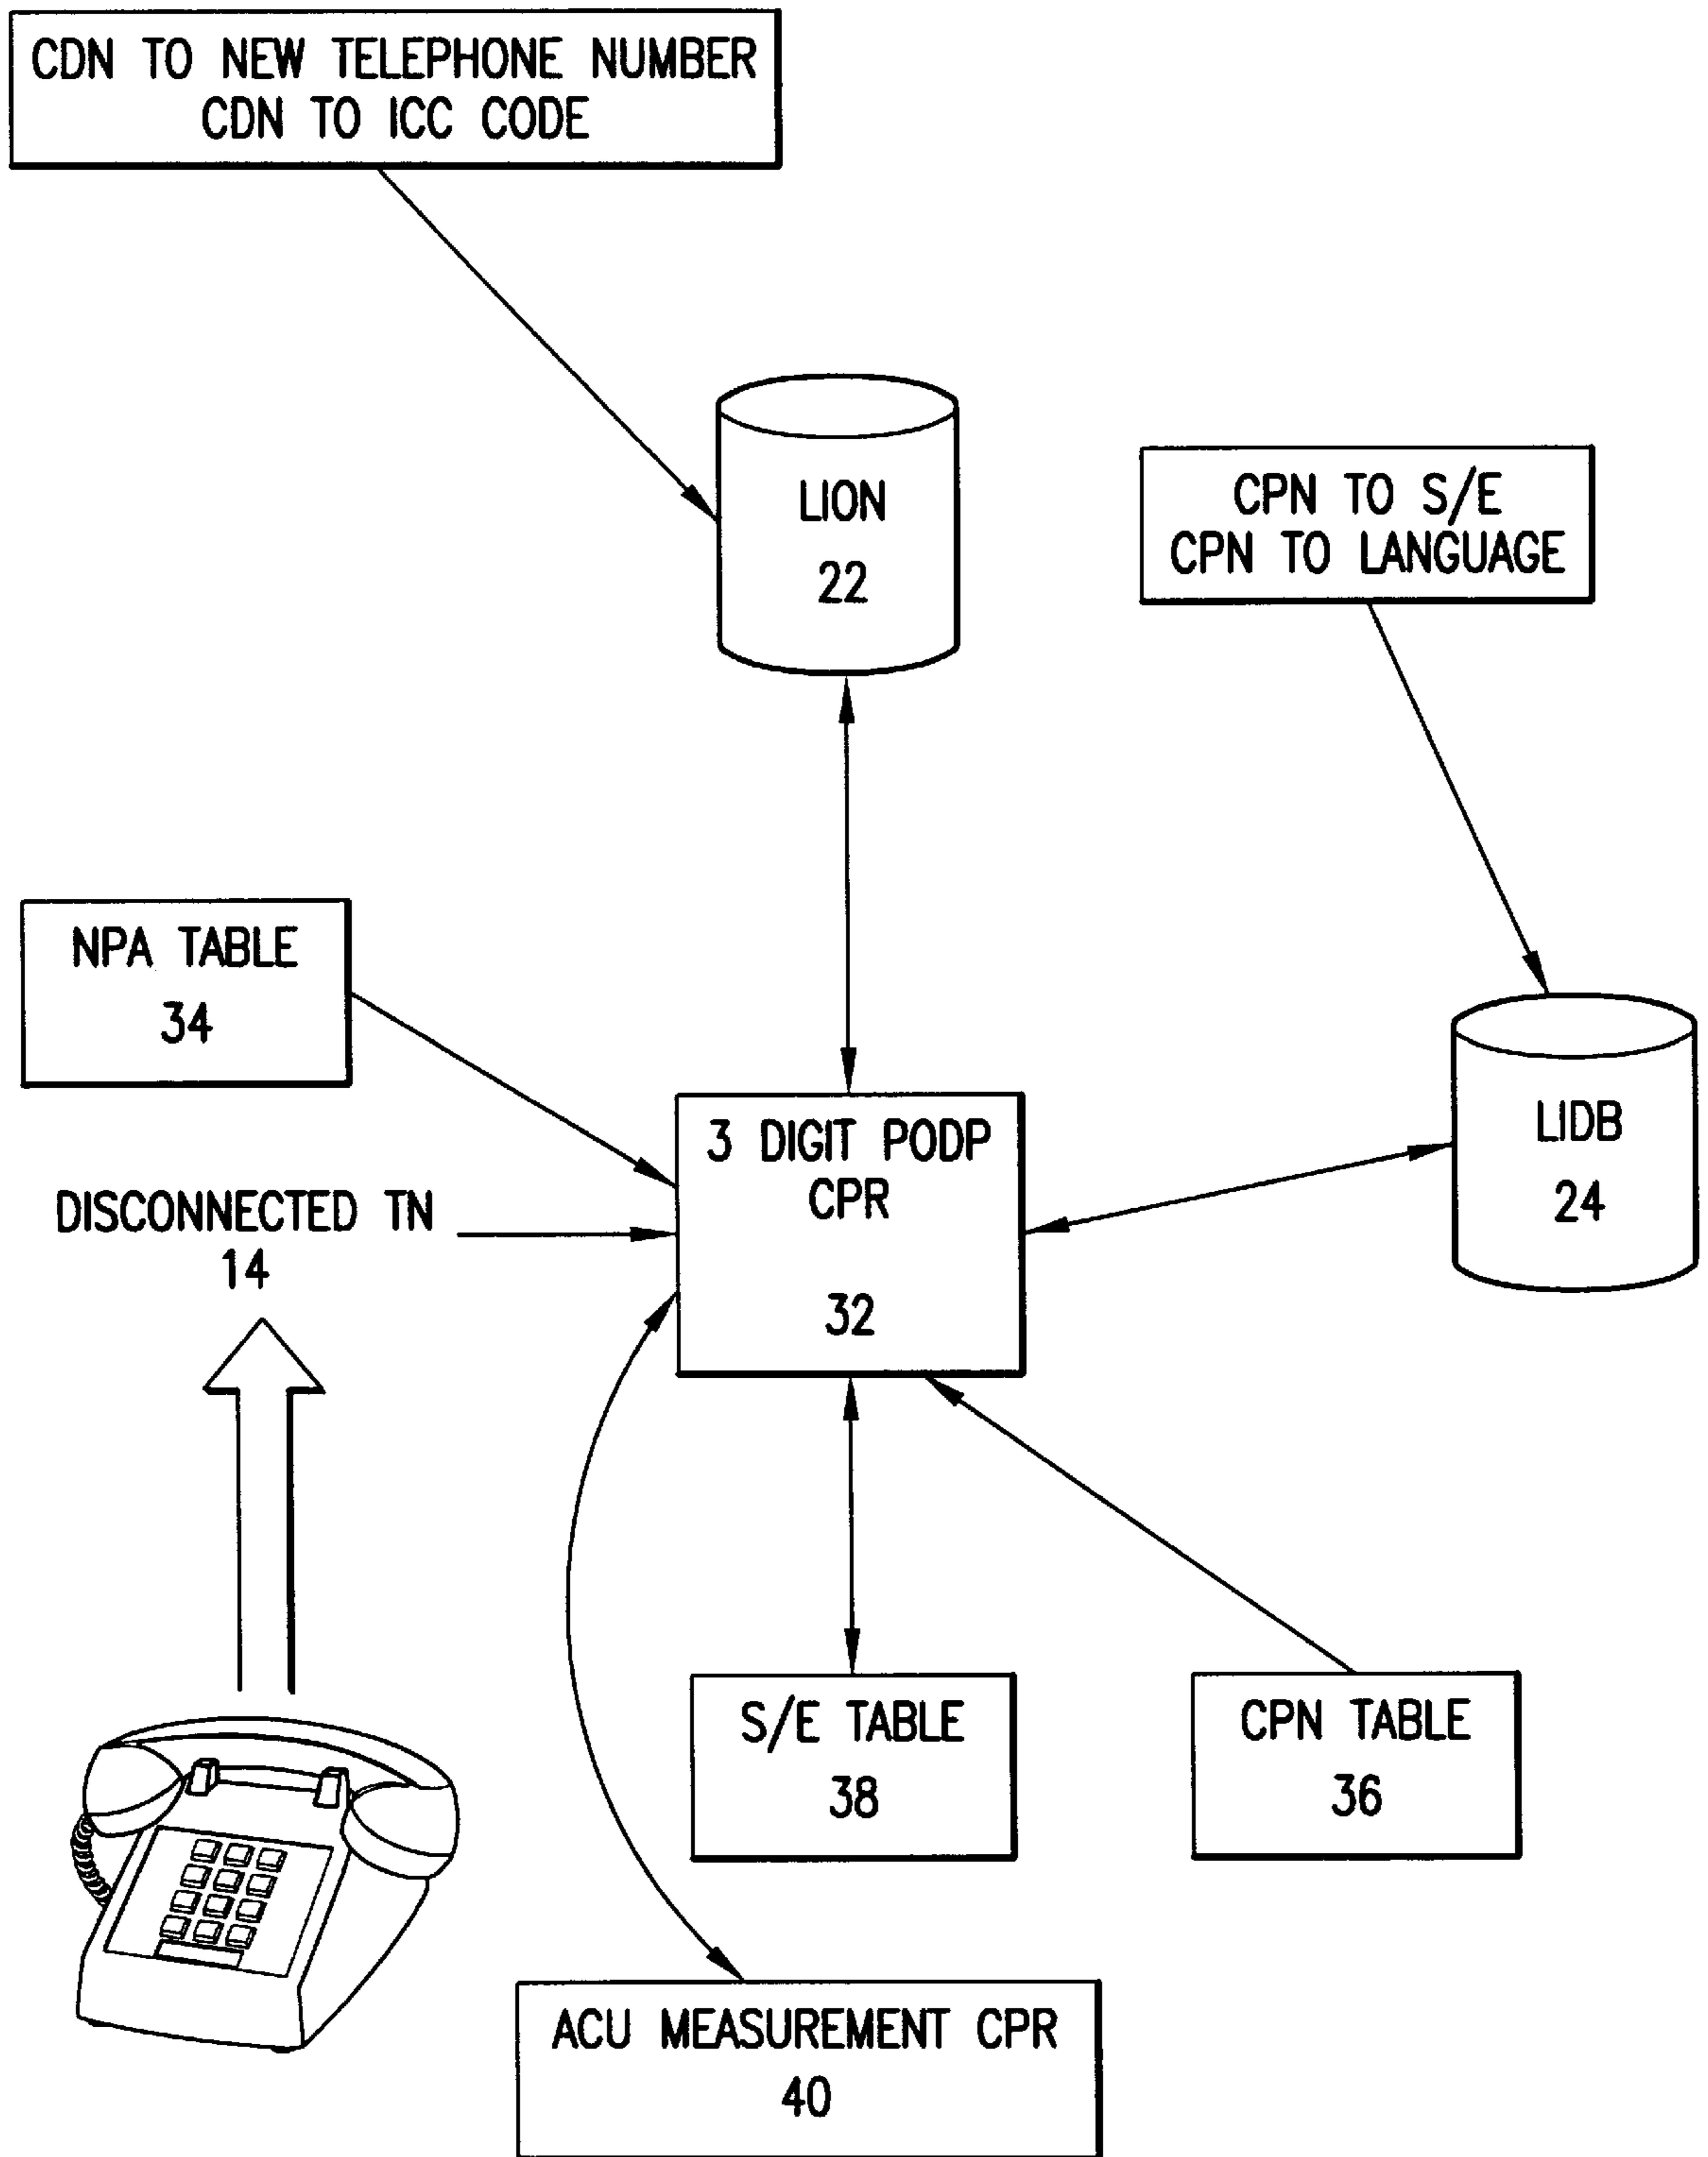 CDN TO NEW TELEPHONE NUMBER
CDN TO ICC CODE
LION
22
CPN TO S/E
CPN TO LANGUAGE
NPA TABLE
34
LIDB
24
3 DIGIT PODP
CPR
32
DISCONNECTED TN
14
S/E TABLE
38
CPN TABLE
36
ACU MEASUREMENT CPR
40